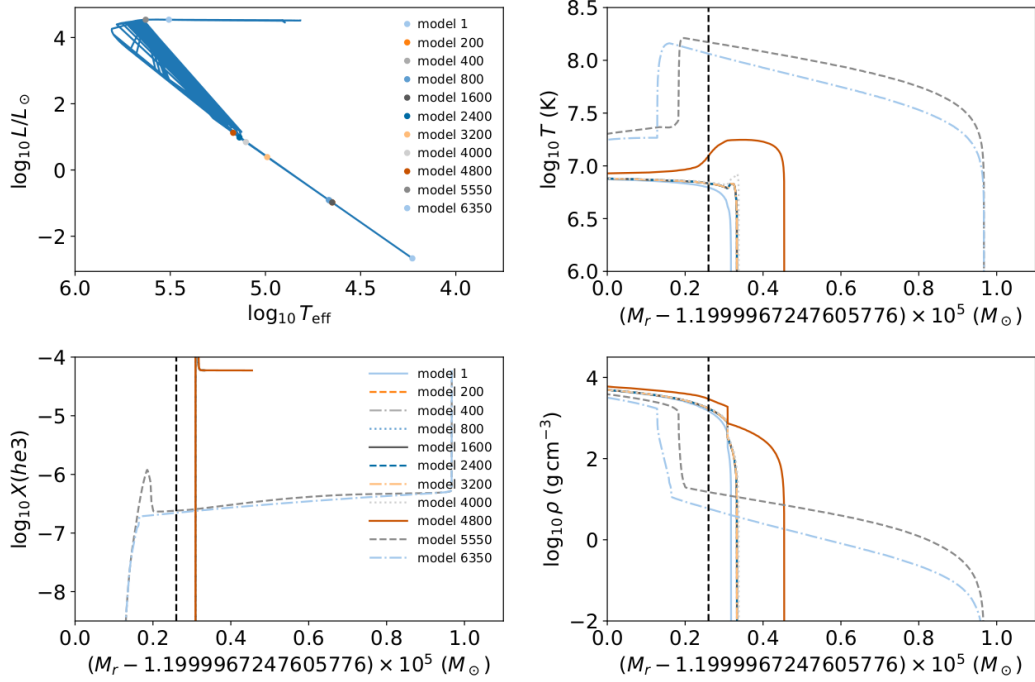 4
2
0
−2
log10 L/L⊙
6.0
5.5
5.0
4.5
4.0
log10 Teff
model 1
model 200
model 400
model 800
model 1600
model 2400
model 3200
model 4000
model 4800
model 5550
model 6350
8.5
8.0
7.5
7.0
6.5
6.0
log10 T (K)
0.0
0.2
0.4
0.6
0.8
1.0
(Mr − 1.1999967247605776) × 10^5 (M⊙)
−4
−5
−6
−7
−8
log10 X(he3)
0.0
0.2
0.4
0.6
0.8
1.0
(Mr − 1.1999967247605776) × 10^5 (M⊙)
model 1
model 200
model 400
model 800
model 1600
model 2400
model 3200
model 4000
model 4800
model 5550
model 6350
4
2
0
−2
log10 ρ (g cm^−3)
0.0
0.2
0.4
0.6
0.8
1.0
(Mr − 1.1999967247605776) × 10^5 (M⊙)